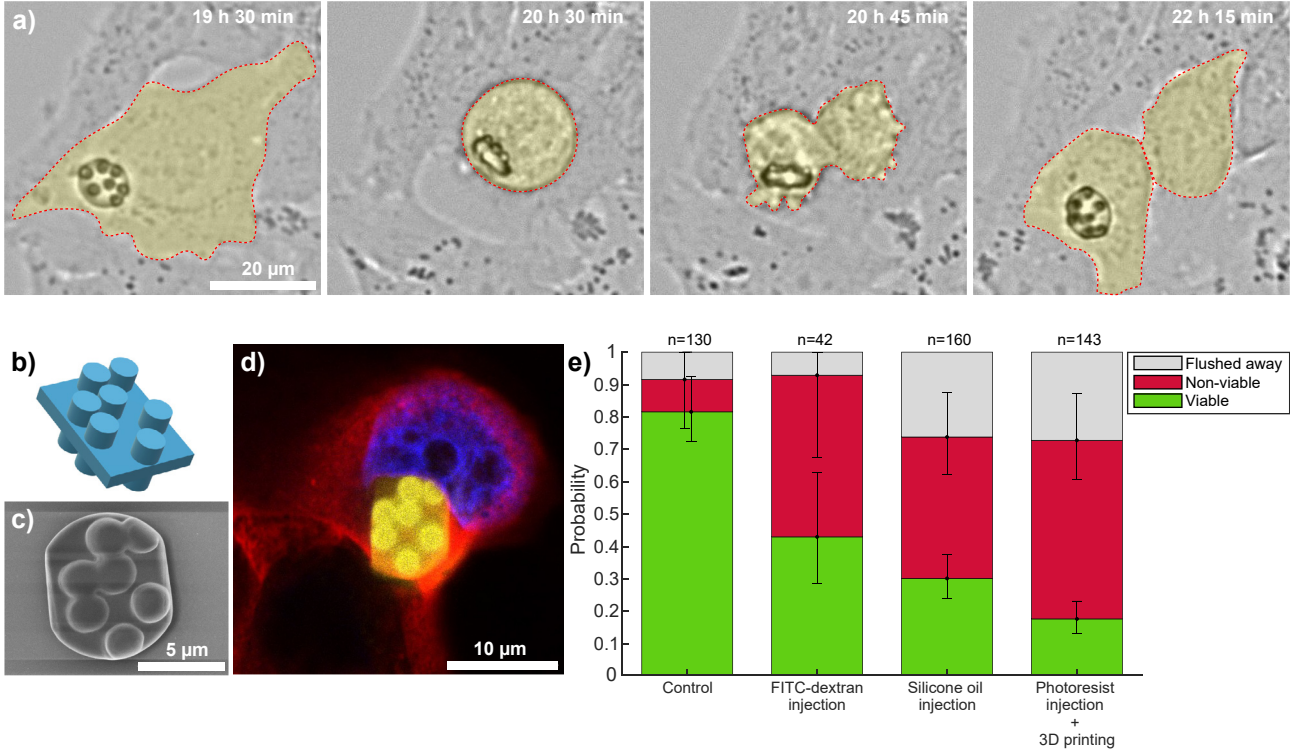 a)
19 h 30 min
20 h 30 min
20 h 45 min
22 h 15 min
20 µm
b)
c)
5 µm
d)
10 µm
e)
n=130
n=42
n=160
n=143
Flushed away
Non-viable
Viable
Probability
1
0.9
0.8
0.7
0.6
0.5
0.4
0.3
0.2
0.1
0
Control
FITC-dextran
injection
Silicone oil
injection
Photoresist
injection
+
3D printing